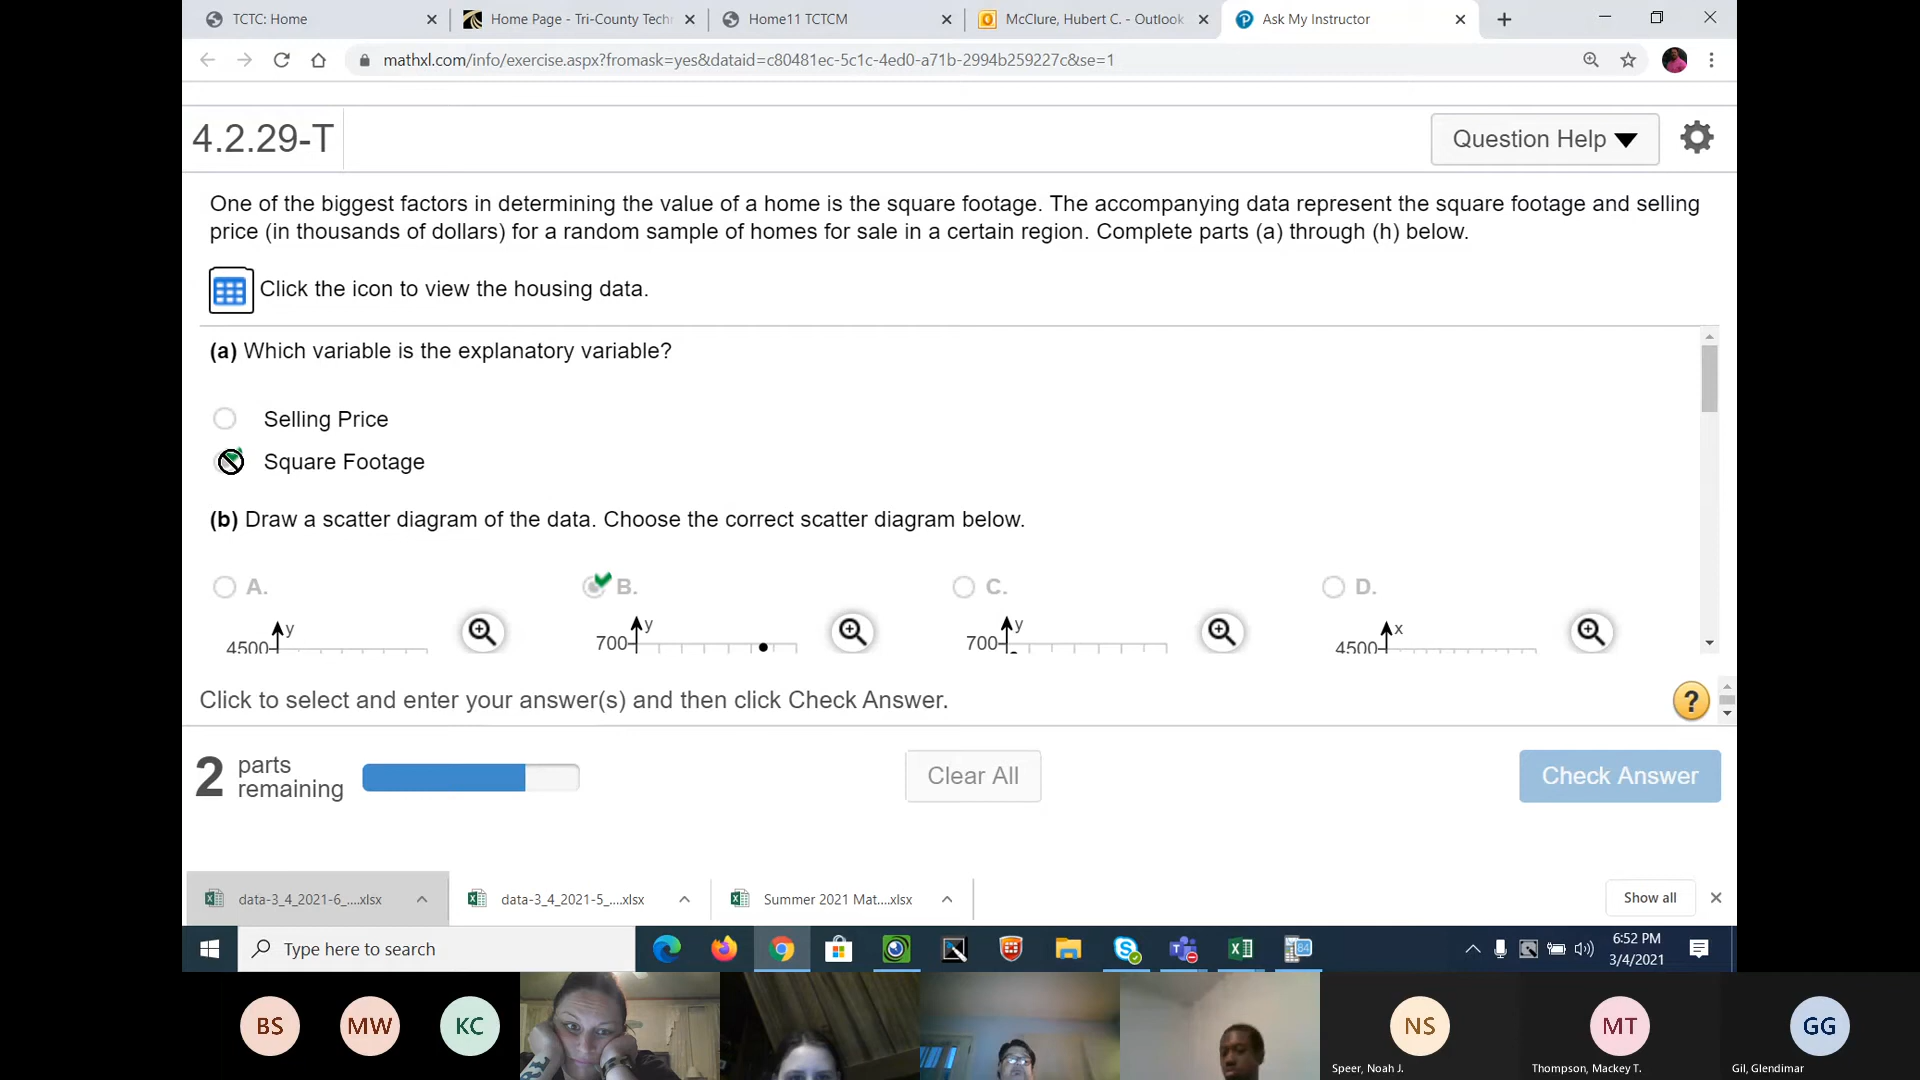 TCTC: Home
Home Page - Tri-County Techn
Home11 TCTCM
McClure, Hubert C. - Outlook
Ask My Instructor
mathxl.com/info/exercise.aspx?fromask=yes&dataid=c80481ec-5c1c-4ed0-a71b-2994b259227c&se=1
4.2.29-T
Question Help
One of the biggest factors in determining the value of a home is the square footage. The accompanying data represent the square footage and selling
price (in thousands of dollars) for a random sample of homes for sale in a certain region. Complete parts (a) through (h) below.
Click the icon to view the housing data.
(a) Which variable is the explanatory variable?
Selling Price
Square Footage
(b) Draw a scatter diagram of the data. Choose the correct scatter diagram below.
A.
B.
C.
D.
y
4500
y
700
y
700
x
4500
Click to select and enter your answer(s) and then click Check Answer.
?
2 parts
remaining
Clear All
Check Answer
data-3_4_2021-6_....xlsx
data-3_4_2021-5_....xlsx
Summer 2021 Mat....xlsx
Show all
Type here to search
84
6:52 PM
3/4/2021
BS
MW
KC
NS
MT
GG
Speer, Noah J.
Thompson, Mackey T.
Gil, Glendimar